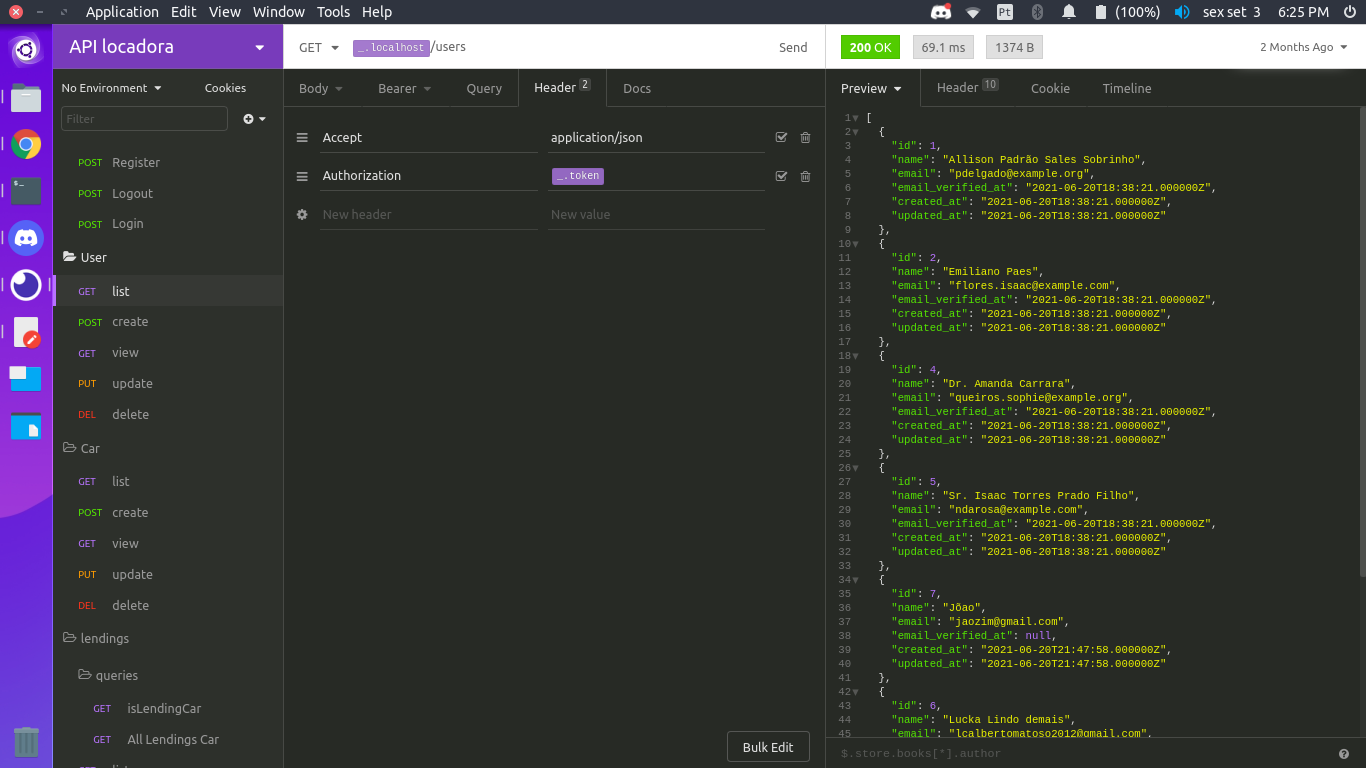 Application Edit View Window Tools Help
Pt (100%) sex set 3 6:25 PM
API locadora
GET _.localhost/users Send
200 OK 69.1 ms 1374 B 2 Months Ago
No Environment Cookies
Filter
POST Register
POST Logout
POST Login
User
GET list
POST create
GET view
PUT update
DEL delete
Car
GET list
POST create
GET view
PUT update
DEL delete
lendings
queries
GET isLendingCar
GET All Lendings Car
Body Bearer Query Header 2 Docs
Accept application/json
Authorization _.token
New header New value
Bulk Edit
Preview Header 10 Cookie Timeline
1 [
2 {
3 "id": 1,
4 "name": "Allison Padrão Sales Sobrinho",
5 "email": "pdelgado@example.org",
6 "email_verified_at": "2021-06-20T18:38:21.000000Z",
7 "created_at": "2021-06-20T18:38:21.000000Z",
8 "updated_at": "2021-06-20T18:38:21.000000Z"
9 },
10 {
11 "id": 2,
12 "name": "Emiliano Paes",
13 "email": "flores.isaac@example.com",
14 "email_verified_at": "2021-06-20T18:38:21.000000Z",
15 "created_at": "2021-06-20T18:38:21.000000Z",
16 "updated_at": "2021-06-20T18:38:21.000000Z"
17 },
18 {
19 "id": 4,
20 "name": "Dr. Amanda Carrara",
21 "email": "queiros.sophie@example.org",
22 "email_verified_at": "2021-06-20T18:38:21.000000Z",
23 "created_at": "2021-06-20T18:38:21.000000Z",
24 "updated_at": "2021-06-20T18:38:21.000000Z"
25 },
26 {
27 "id": 5,
28 "name": "Sr. Isaac Torres Prado Filho",
29 "email": "ndarosa@example.com",
30 "email_verified_at": "2021-06-20T18:38:21.000000Z",
31 "created_at": "2021-06-20T18:38:21.000000Z",
32 "updated_at": "2021-06-20T18:38:21.000000Z"
33 },
34 {
35 "id": 7,
36 "name": "Jõao",
37 "email": "jaozim@gmail.com",
38 "email_verified_at": null,
39 "created_at": "2021-06-20T21:47:58.000000Z",
40 "updated_at": "2021-06-20T21:47:58.000000Z"
41 },
42 {
43 "id": 6,
44 "name": "Lucka Lindo demais",
45 "email": "lcalbertomatoso2012@gmail.com",
$.store.books[*].author